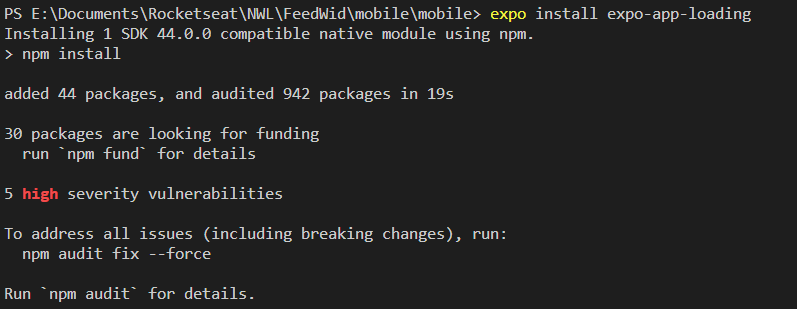 PS E:\Documents\Rocketseat\NWL\FeedWid\mobile\mobile> expo install expo-app-loading
Installing 1 SDK 44.0.0 compatible native module using npm.
> npm install
added 44 packages, and audited 942 packages in 19s
30 packages are looking for funding
  run `npm fund` for details
5 high severity vulnerabilities
To address all issues (including breaking changes), run:
  npm audit fix --force
Run `npm audit` for details.